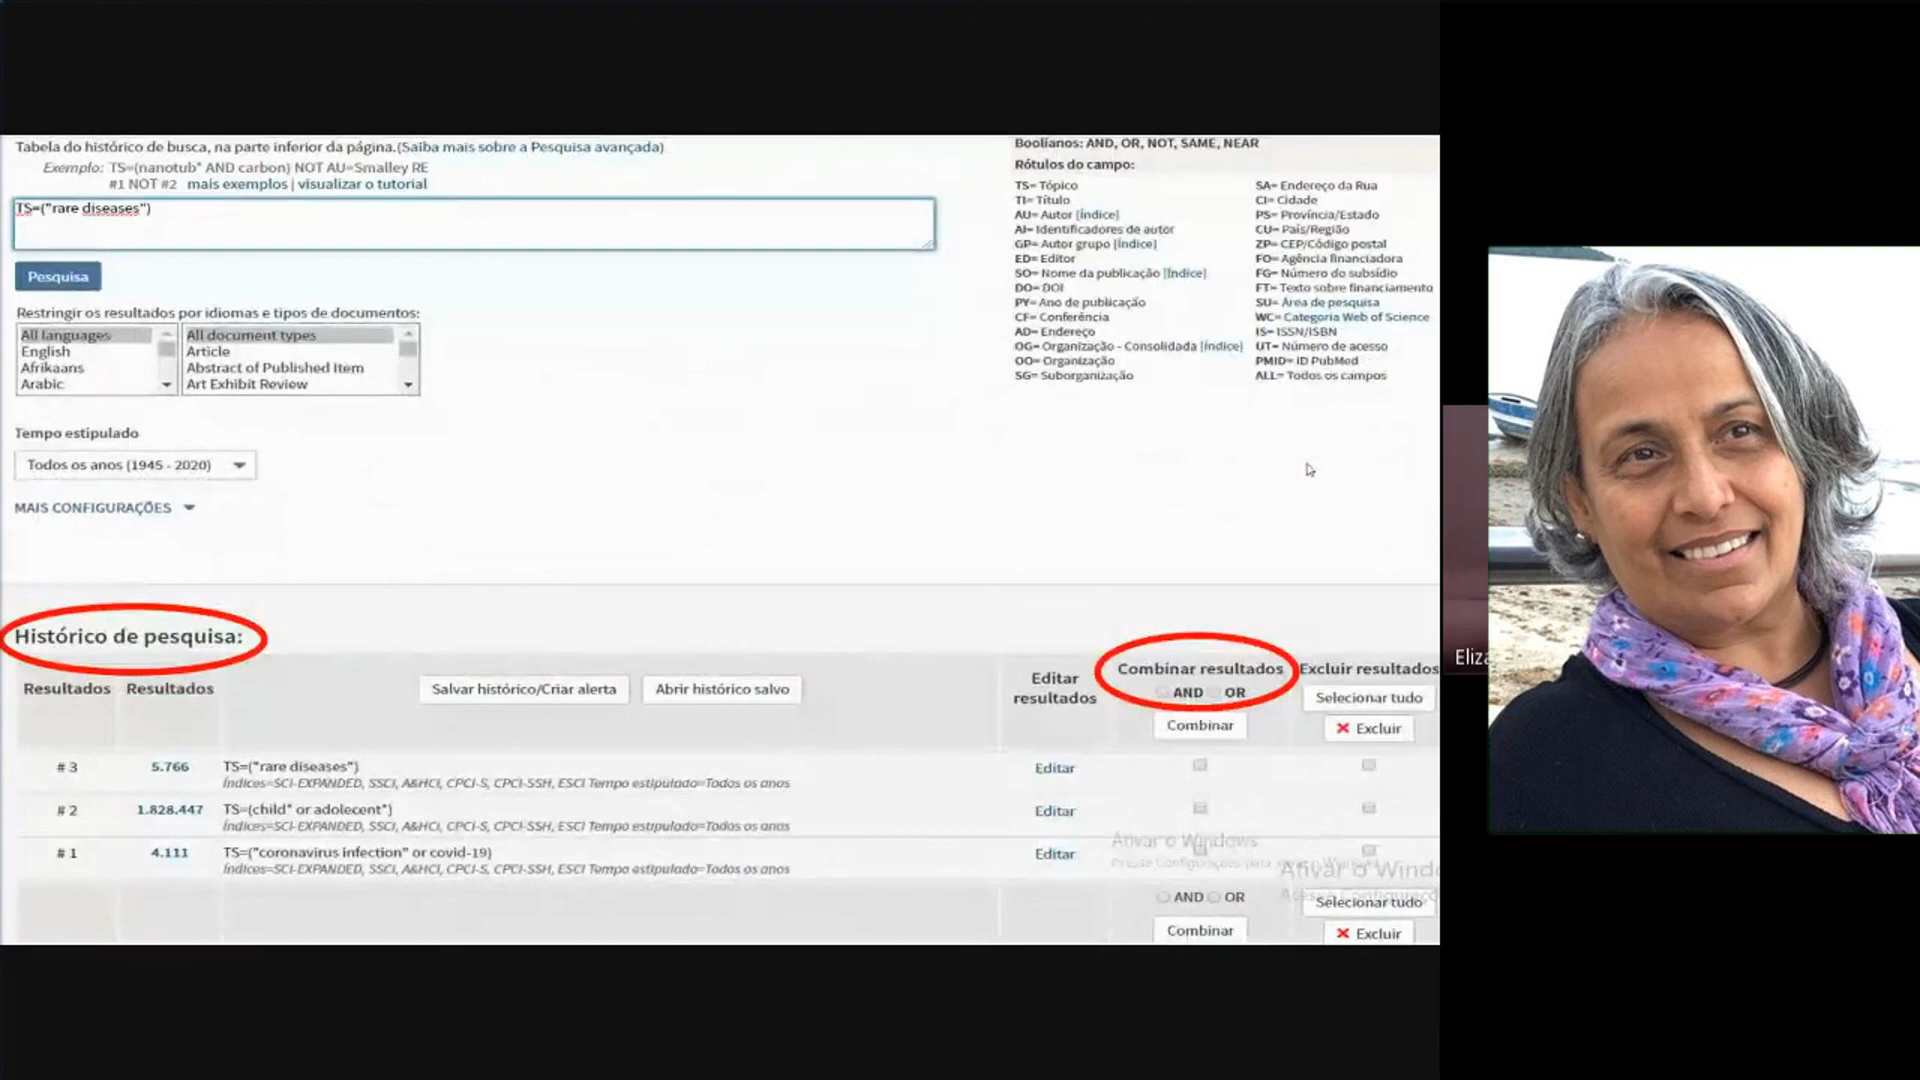 Tabela do histórico de busca, na parte inferior da página.(Saiba mais sobre a Pesquisa avançada)
Exemplo: TS=(nanotub* AND carbon) NOT AU=Smalley RE
#1 NOT #2 mais exemplos | visualizar o tutorial
TS=("rare diseases")
Pesquisa
Restringir os resultados por idiomas e tipos de documentos:
All languages
English
Afrikaans
Arabic
All document types
Article
Abstract of Published Item
Art Exhibit Review
Tempo estipulado
Todos os anos (1945 - 2020)
MAIS CONFIGURAÇÕES
Boolianos: AND, OR, NOT, SAME, NEAR
Rótulos do campo:
TS= Tópico
TI= Título
AU= Autor [Índice]
AI= Identificadores de autor
GP= Autor grupo [Índice]
ED= Editor
SO= Nome da publicação [Índice]
DO= DOI
PY= Ano de publicação
CF= Conferência
AD= Endereço
OG= Organização - Consolidada [Índice]
OO= Organização
SG= Suborganização
SA= Endereço da Rua
CI= Cidade
PS= Província/Estado
CU= País/Região
ZP= CEP/Código postal
FO= Agência financiadora
FG= Número do subsídio
FT= Texto sobre financiamento
SU= Área de pesquisa
WC= Categoria Web of Science
IS= ISSN/ISBN
UT= Número de acesso
PMID= ID PubMed
ALL= Todos os campos
Histórico de pesquisa:
Resultados Resultados
Salvar histórico/Criar alerta
Abrir histórico salvo
Editar
resultados
Combinar resultados
AND OR
Combinar
Excluir resultados
Selecionar tudo
Excluir
# 3 5.766 TS=("rare diseases") Editar
Índices=SCI-EXPANDED, SSCI, A&HCI, CPCI-S, CPCI-SSH, ESCI Tempo estipulado=Todos os anos
# 2 1.828.447 TS=(child* or adolecent*) Editar
Índices=SCI-EXPANDED, SSCI, A&HCI, CPCI-S, CPCI-SSH, ESCI Tempo estipulado=Todos os anos
# 1 4.111 TS=("coronavirus infection" or covid-19) Editar
Índices=SCI-EXPANDED, SSCI, A&HCI, CPCI-S, CPCI-SSH, ESCI Tempo estipulado=Todos os anos
Ativar o Windows
Ativar o Windo
AND OR
Combinar
Selecionar tudo
Excluir
Eliza